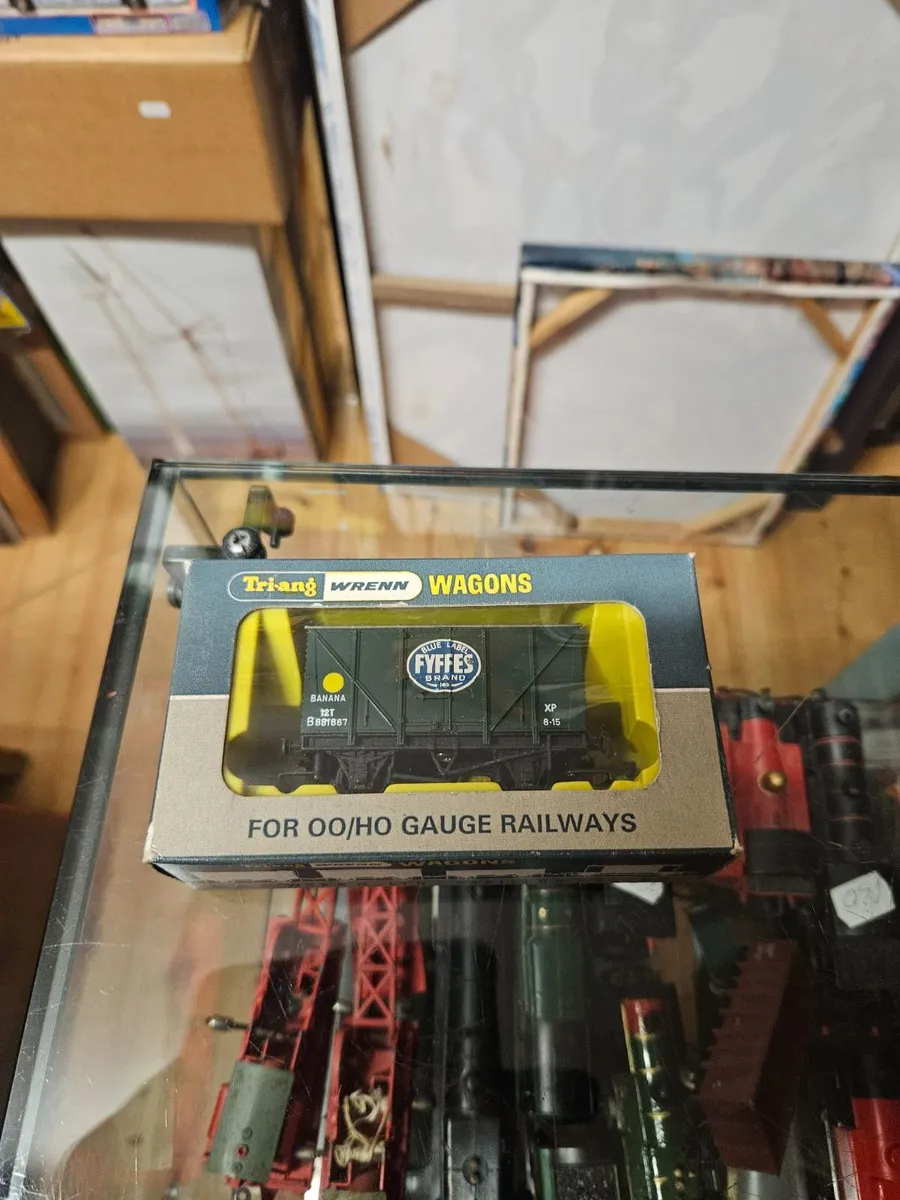 Tri-ang WRENN WAGONS
BLUE LABEL
FYFFES
BRAND
BANANA
12T
B881867
XP
8-15
FOR OO/HO GAUGE RAILWAYS
WAGONS